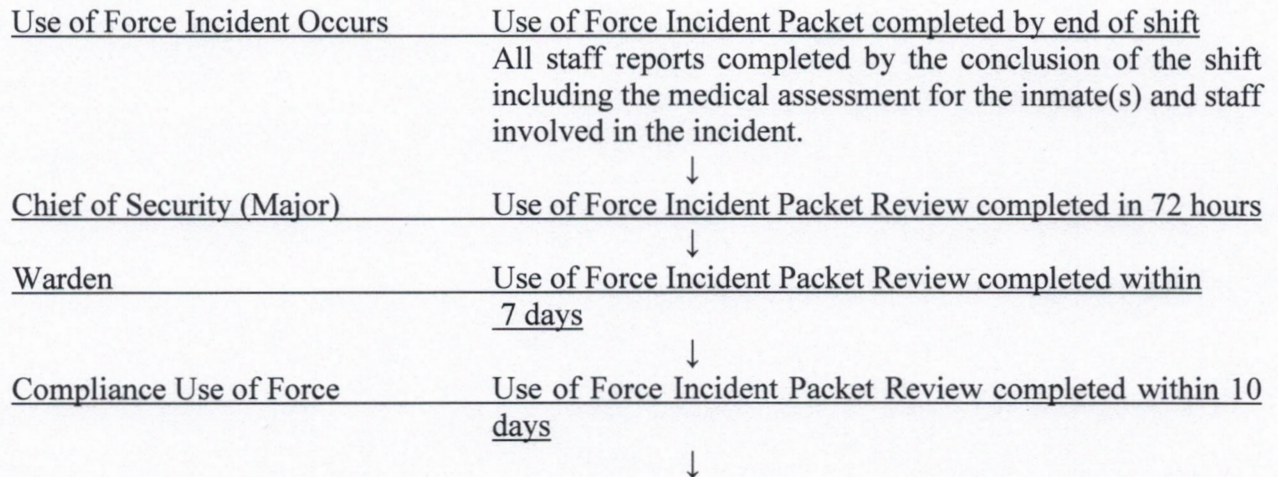 Use of Force Incident Occurs Use of Force Incident Packet completed by end of shift
All staff reports completed by the conclusion of the shift
including the medical assessment for the inmate(s) and staff
involved in the incident.
↓
Chief of Security (Major) Use of Force Incident Packet Review completed in 72 hours
↓
Warden Use of Force Incident Packet Review completed within
7 days
↓
Compliance Use of Force Use of Force Incident Packet Review completed within 10
days
↓